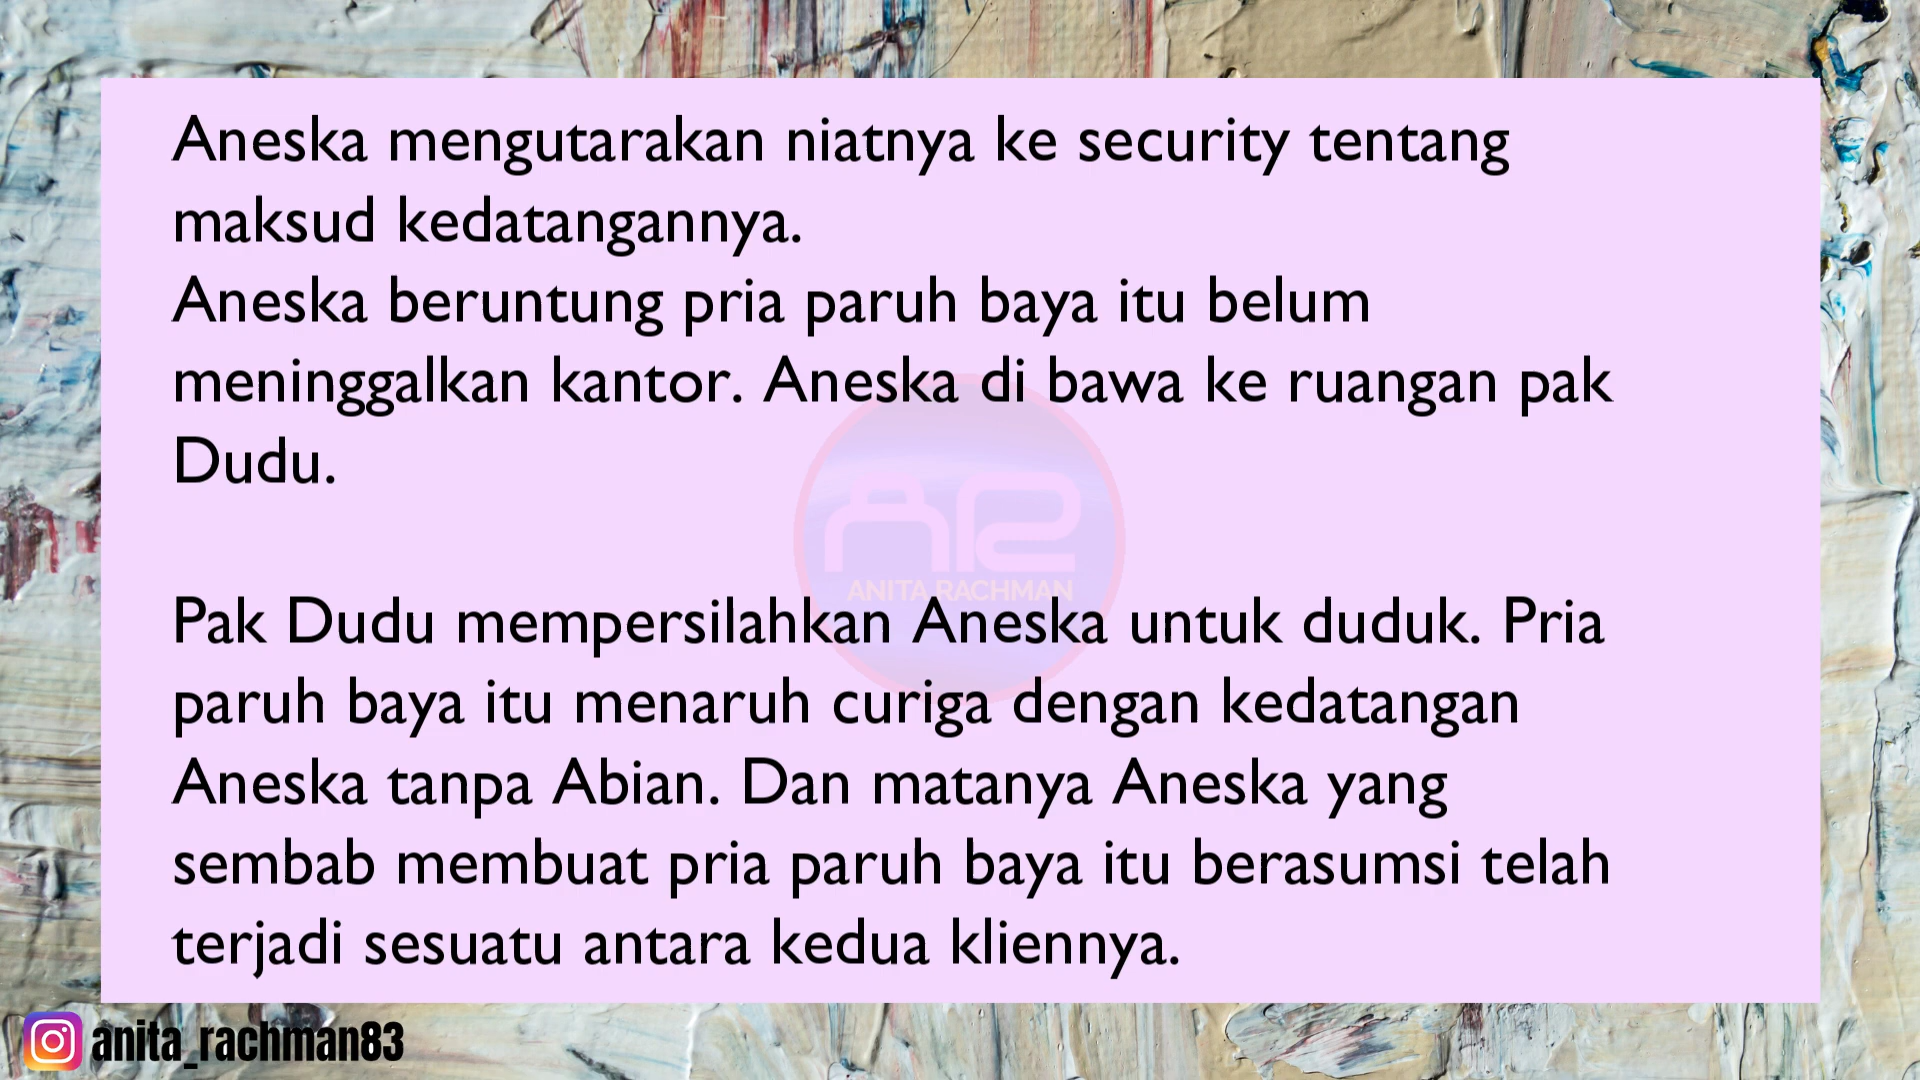 Aneska mengutarakan niatnya ke security tentang
maksud kedatangannya.
Aneska beruntung pria paruh baya itu belum
meninggalkan kantor. Aneska di bawa ke ruangan pak
Dudu.
AR
ANITA RACHMAN
Pak Dudu mempersilahkan Aneska untuk duduk. Pria
paruh baya itu menaruh curiga dengan kedatangan
Aneska tanpa Abian. Dan matanya Aneska yang
sembab membuat pria paruh baya itu berasumsi telah
terjadi sesuatu antara kedua kliennya.
anita_rachman83